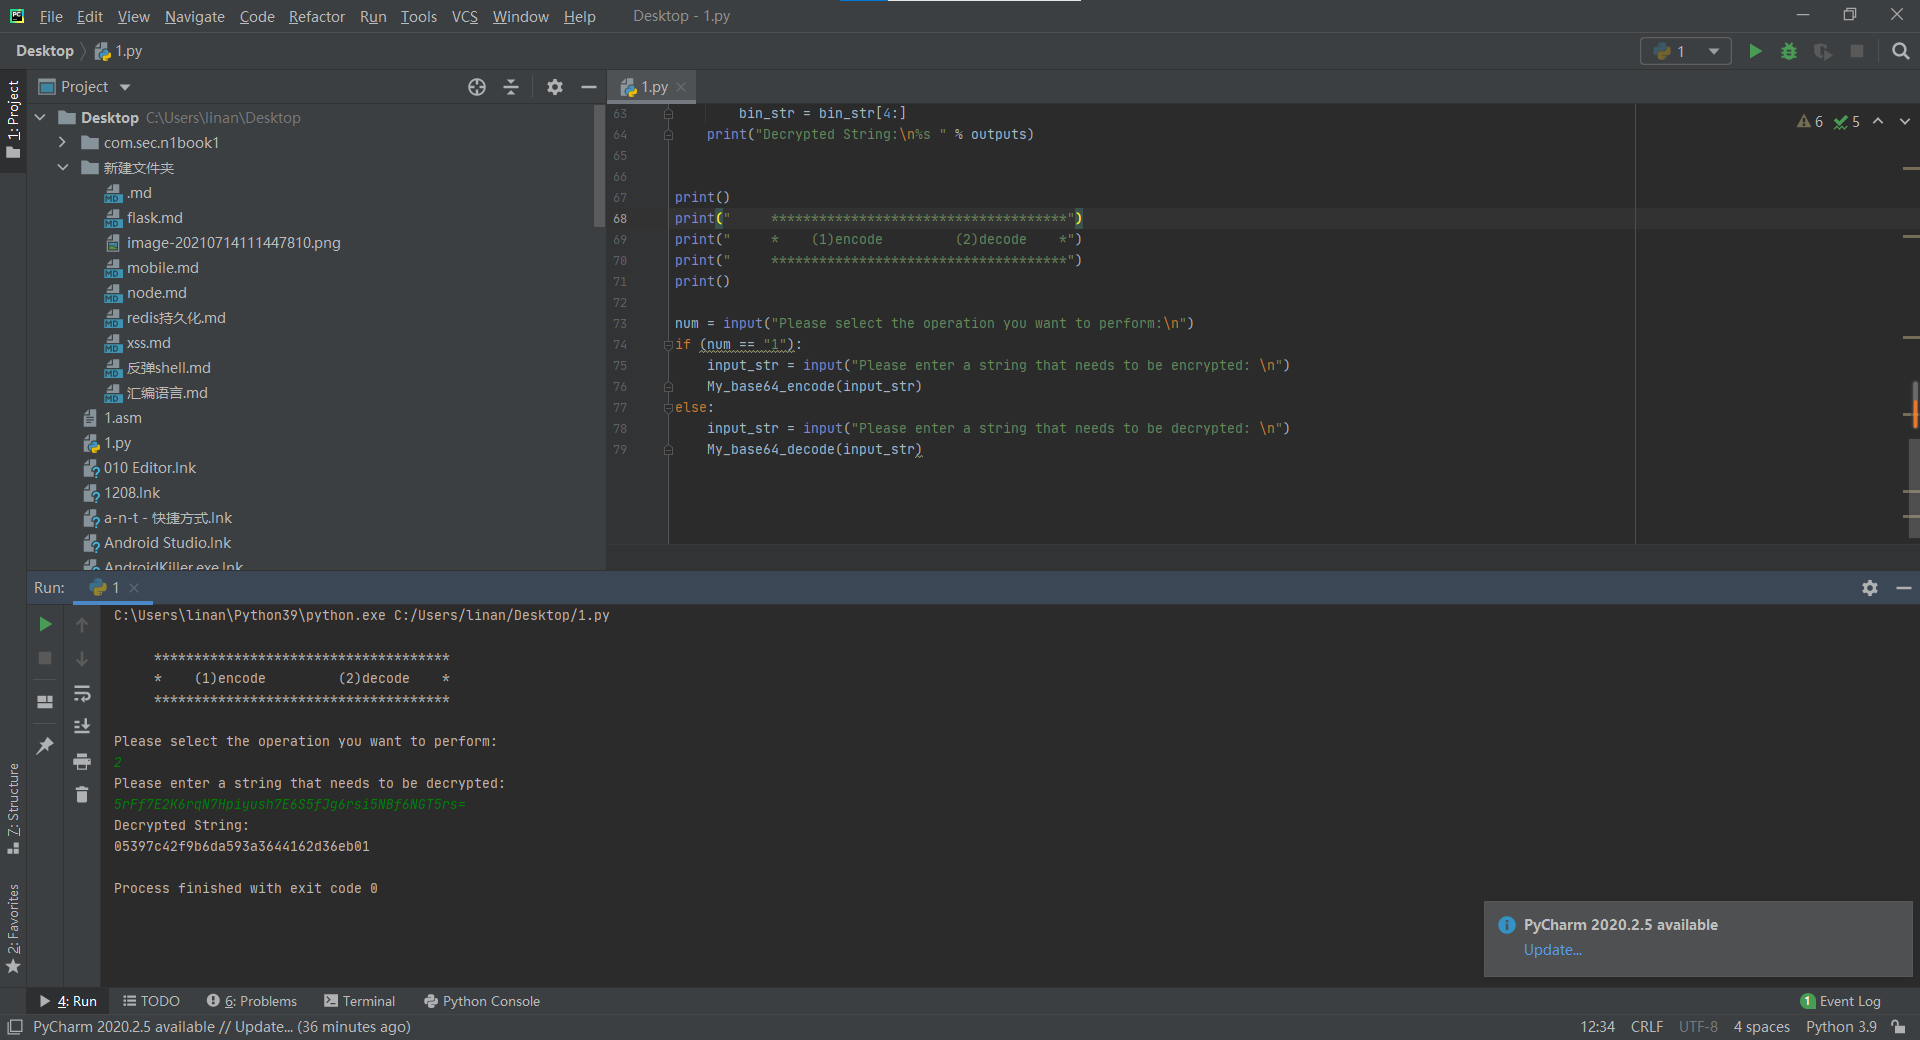 File Edit View Navigate Code Refactor Run Tools VCS Window Help Desktop - 1.py
Desktop 1.py 1
1: Project
Project
Desktop C:\Users\linan\Desktop
com.sec.n1book1
新建文件夹
.md
flask.md
image-20210714111447810.png
mobile.md
node.md
redis持久化.md
xss.md
反弹shell.md
汇编语言.md
1.asm
1.py
010 Editor.lnk
1208.lnk
a-n-t - 快捷方式.lnk
Android Studio.lnk
AndroidKiller.exe.lnk
1.py
6 5
63 bin_str = bin_str[4:]
64 print("Decrypted String:\n%s " % outputs)
65
66
67 print()
68 print("     *************************************")
69 print("     *    (1)encode         (2)decode    *")
70 print("     *************************************")
71 print()
72
73 num = input("Please select the operation you want to perform:\n")
74 if (num == "1"):
75 input_str = input("Please enter a string that needs to be encrypted: \n")
76 My_base64_encode(input_str)
77 else:
78 input_str = input("Please enter a string that needs to be decrypted: \n")
79 My_base64_decode(input_str)
Run: 1
C:\Users\linan\Python39\python.exe C:/Users/linan/Desktop/1.py
*************************************
*    (1)encode         (2)decode    *
*************************************
Please select the operation you want to perform:
2
Please enter a string that needs to be decrypted:
5rFf7E2K6rqN7Hpiyush7E6S5fJg6rsi5NBf6NGT5rs=
Decrypted String:
05397c42f9b6da593a3644162d36eb01
Process finished with exit code 0
7: Structure
2: Favorites
PyCharm 2020.2.5 available
Update...
4: Run TODO 6: Problems Terminal Python Console 1 Event Log
PyCharm 2020.2.5 available // Update... (36 minutes ago) 12:34 CRLF UTF-8 4 spaces Python 3.9